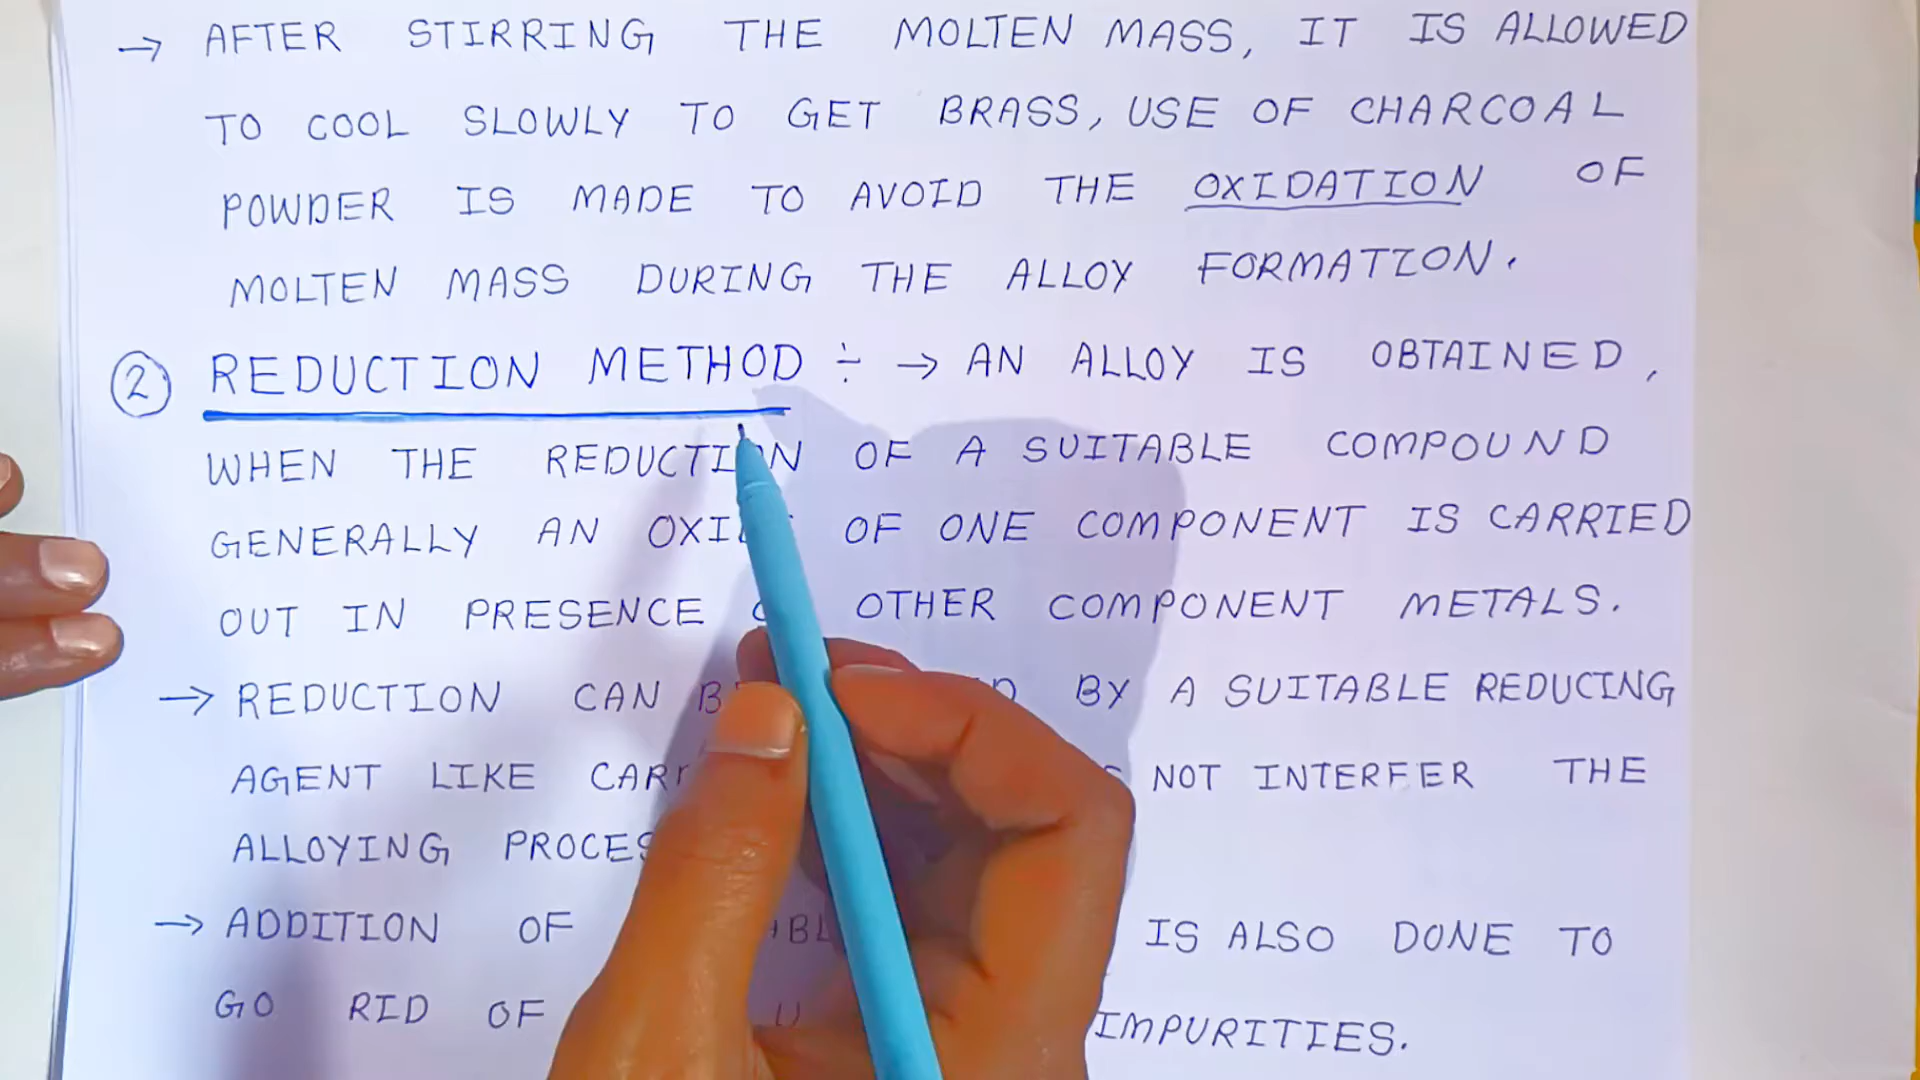 → AFTER STIRRING THE MOLTEN MASS, IT IS ALLOWED
TO COOL SLOWLY TO GET BRASS, USE OF CHARCOAL
POWDER IS MADE TO AVOID THE OXIDATION OF
MOLTEN MASS DURING THE ALLOY FORMATION.
② REDUCTION METHOD ÷ → AN ALLOY IS OBTAINED,
WHEN THE REDUCTION OF A SUITABLE COMPOUND
GENERALLY AN OF ONE COMPONENT IS CARRIED
OUT IN PRESENCE OTHER COMPONENT METALS.
→ REDUCTION CAN BY A SUITABLE REDUCING
AGENT LIKE NOT INTERFER THE
ALLOYING
→ ADDITION OF IS ALSO DONE TO
GO RID OF IMPURITIES.